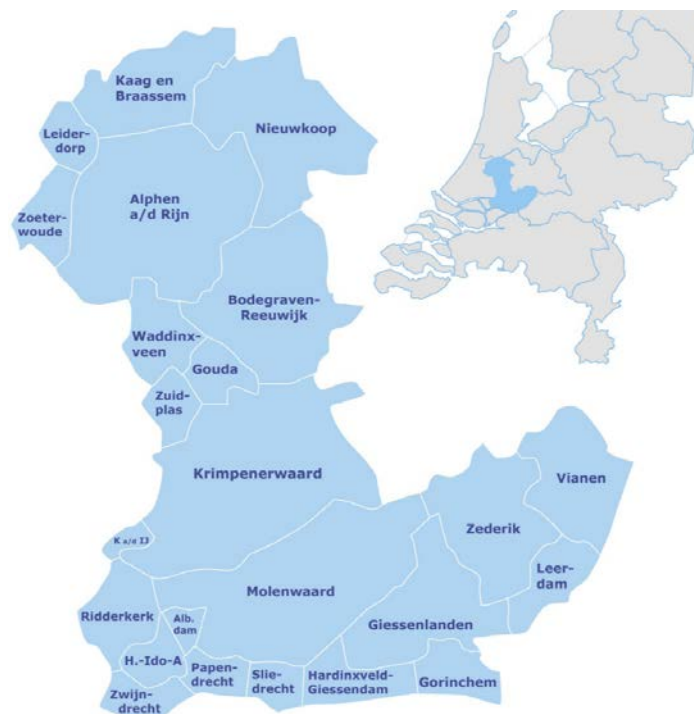 Kaag en
Braassem
Leider-
dorp
Nieuwkoop
Alphen
a/d Rijn
Zoeter-
woude
Bodegraven-
Reeuwijk
Waddinx-
veen
Gouda
Zuid-
plas
Krimpenerwaard
Vianen
Zederik
K a/d IJ
Leer-
dam
Molenwaard
Ridderkerk
Alb.
dam
Giessenlanden
H.-Ido-A
Papen-
drecht
Slie-
drecht
Hardinxveld-
Giessendam
Gorinchem
Zwijn-
drecht